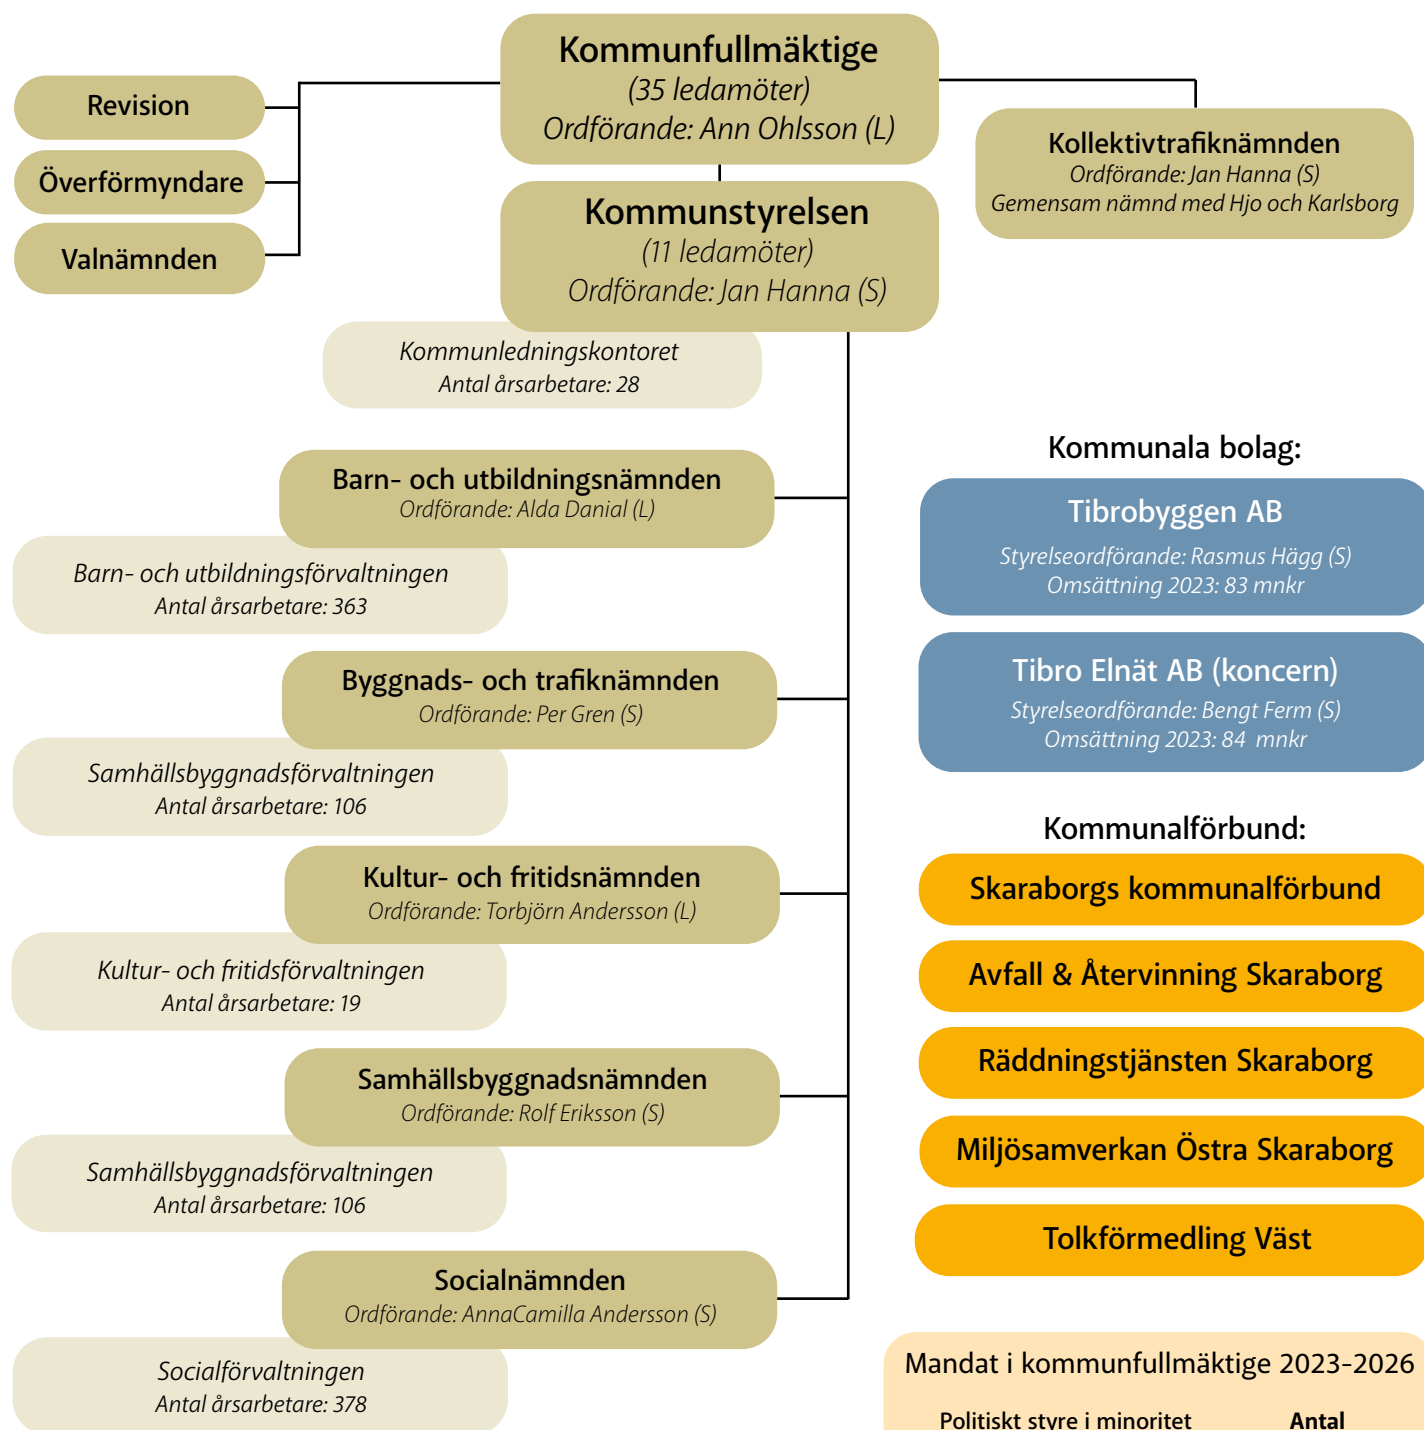 Kommunfullmäktige
(35 ledamöter)
Ordförande: Ann Ohlsson (L)
Revision
Överförmyndare
Valnämnden
Kollektivtrafiknämnden
Ordförande: Jan Hanna (S)
Gemensam nämnd med Hjo och Karlsborg
Kommunstyrelsen
(11 ledamöter)
Ordförande: Jan Hanna (S)
Kommunledningskontoret
Antal årsarbetare: 28
Barn- och utbildningsnämnden
Ordförande: Alda Danial (L)
Barn- och utbildningsförvaltningen
Antal årsarbetare: 363
Byggnads- och trafiknämnden
Ordförande: Per Gren (S)
Samhällsbyggnadsförvaltningen
Antal årsarbetare: 106
Kultur- och fritidsnämnden
Ordförande: Torbjörn Andersson (L)
Kultur- och fritidsförvaltningen
Antal årsarbetare: 19
Samhällsbyggnadsnämnden
Ordförande: Rolf Eriksson (S)
Samhällsbyggnadsförvaltningen
Antal årsarbetare: 106
Socialnämnden
Ordförande: AnnaCamilla Andersson (S)
Socialförvaltningen
Antal årsarbetare: 378
Kommunala bolag:
Tibrobyggen AB
Styrelseordförande: Rasmus Hägg (S)
Omsättning 2023: 83 mnkr
Tibro Elnät AB (koncern)
Styrelseordförande: Bengt Ferm (S)
Omsättning 2023: 84 mnkr
Kommunalförbund:
Skaraborgs kommunalförbund
Avfall & Återvinning Skaraborg
Räddningstjänsten Skaraborg
Miljösamverkan Östra Skaraborg
Tolkförmedling Väst
Mandat i kommunfullmäktige 2023-2026
Politiskt styre i minoritet Antal